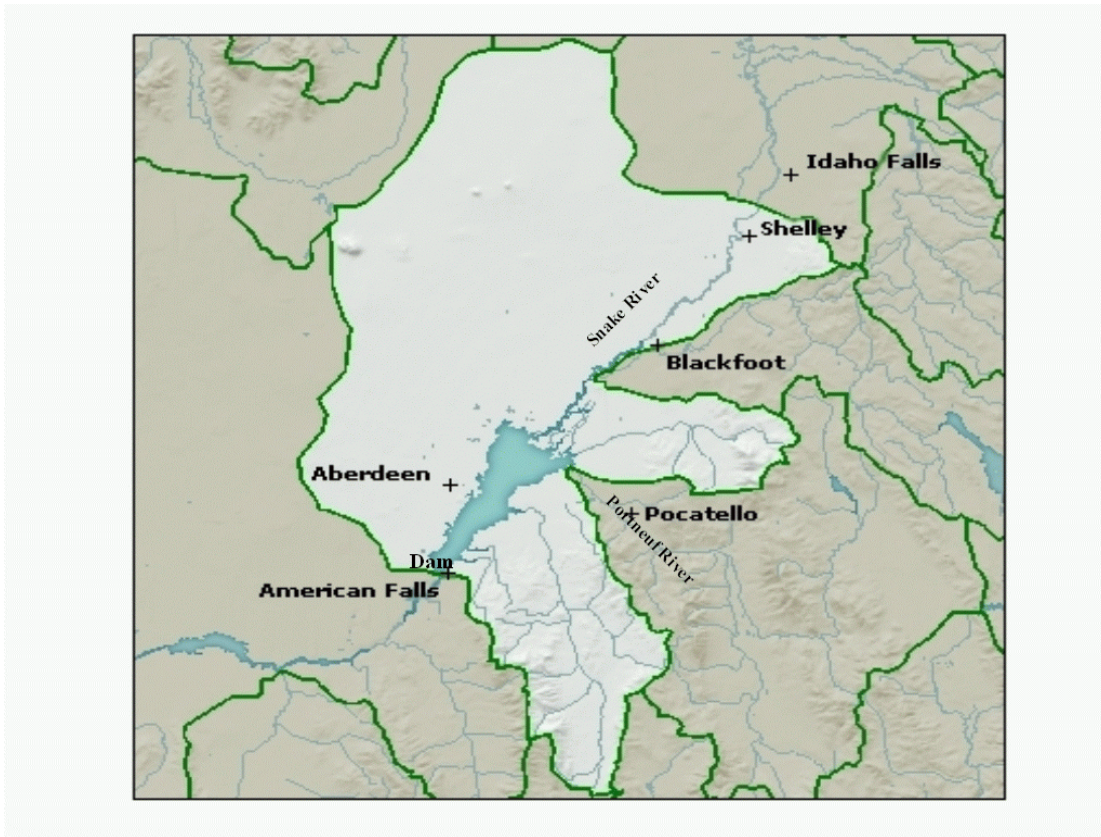 Idaho Falls
Shelley
Snake River
Blackfoot
Aberdeen
Pocatello
Portneuf River
Dam
American Falls